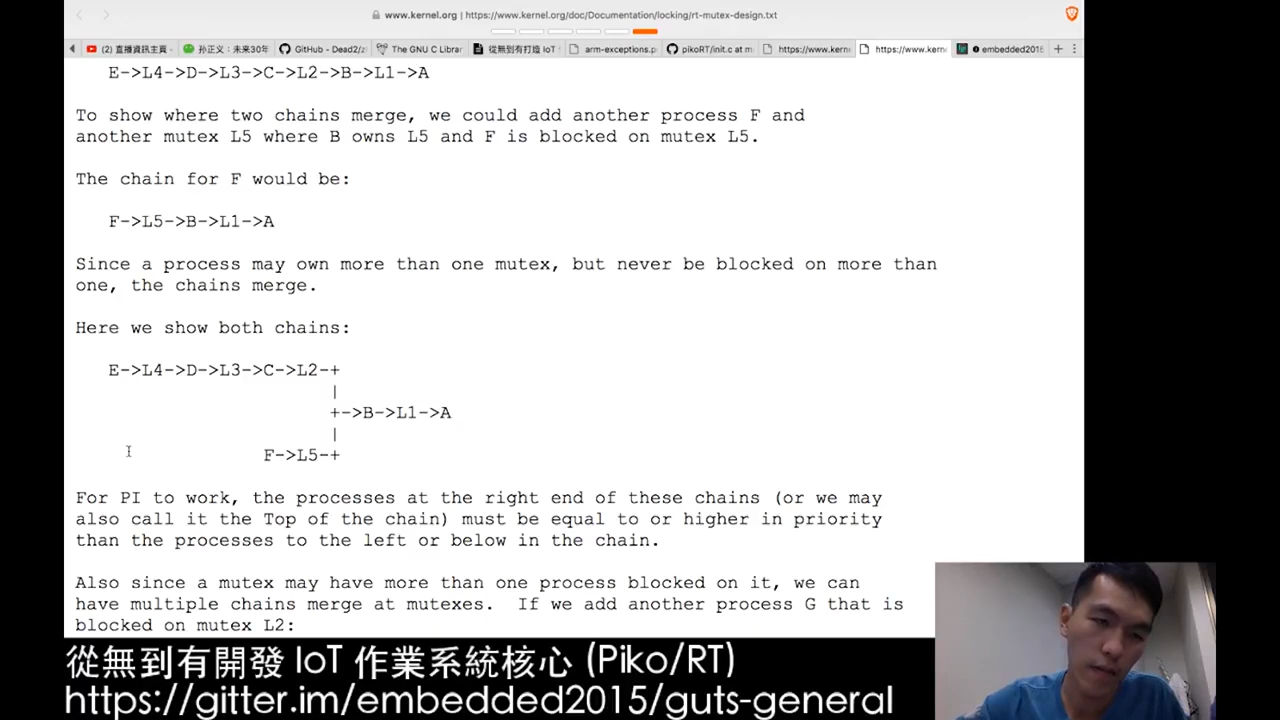 www.kernel.org | https://www.kernel.org/doc/Documentation/locking/rt-mutex-design.txt
(2) 直播資訊主頁 - 孙正义：未来30年 GitHub - Dead2/z The GNU C Librar 從無到有打造 IoT arm-exceptions.p pikoRT/init.c at m https://www.kern https://www.kerne embedded2015
E->L4->D->L3->C->L2->B->L1->A
To show where two chains merge, we could add another process F and
another mutex L5 where B owns L5 and F is blocked on mutex L5.
The chain for F would be:
F->L5->B->L1->A
Since a process may own more than one mutex, but never be blocked on more than
one, the chains merge.
Here we show both chains:
E->L4->D->L3->C->L2-+
|
+->B->L1->A
|
F->L5-+
For PI to work, the processes at the right end of these chains (or we may
also call it the Top of the chain) must be equal to or higher in priority
than the processes to the left or below in the chain.
Also since a mutex may have more than one process blocked on it, we can
have multiple chains merge at mutexes. If we add another process G that is
blocked on mutex L2:
從無到有開發 IoT 作業系統核心 (Piko/RT)
https://gitter.im/embedded2015/guts-general